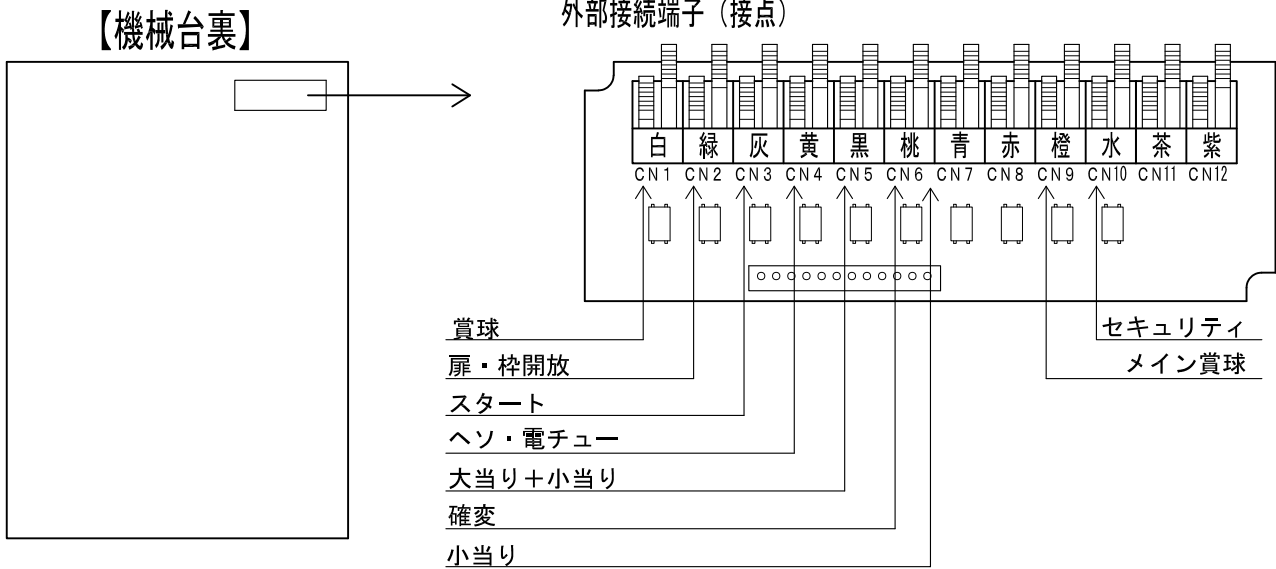 【機械台裏】
外部接続端子（接点）
白 緑 灰 黄 黒 桃 青 赤 橙 水 茶 紫
CN1 CN2 CN3 CN4 CN5 CN6 CN7 CN8 CN9 CN10 CN11 CN12
賞球
扉・枠開放
スタート
ヘソ・電チュー
大当り＋小当り
確変
小当り
セキュリティ
メイン賞球